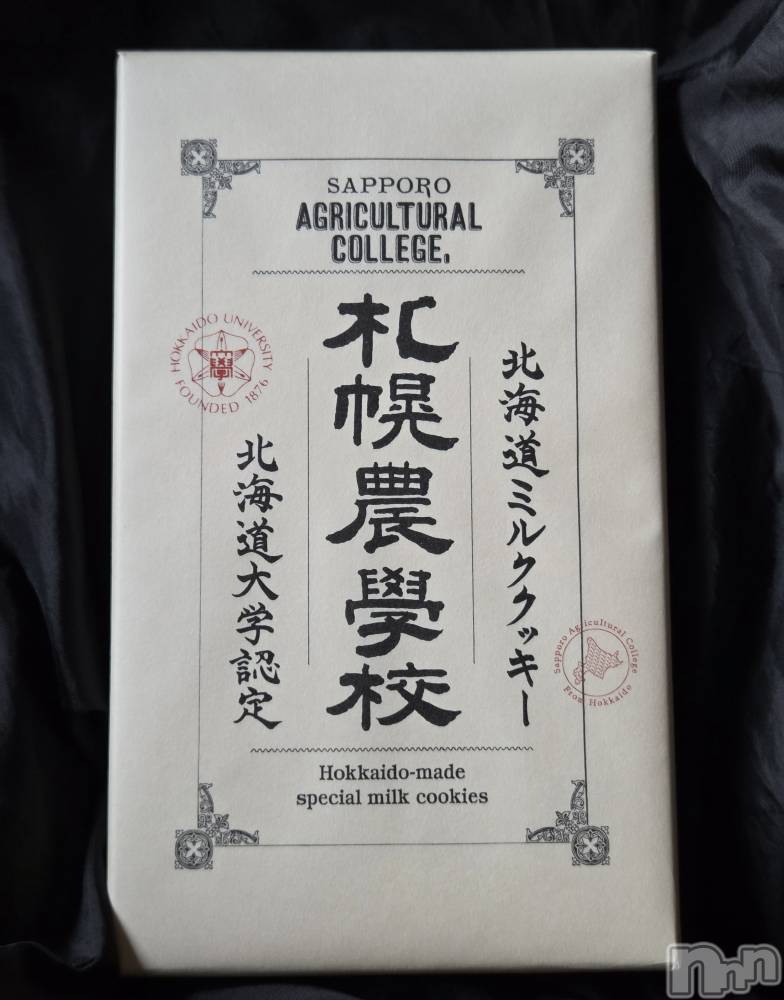 SAPPORO
AGRICULTURAL
COLLEGE.
北海道ミルククッキー
札幌農學校
北海道大学認定
HOKKAIDO UNIVERSITY
FOUNDED 1876
學
Sapporo Agricultural College
From Hokkaido
Hokkaido-made
special milk cookies
nnn